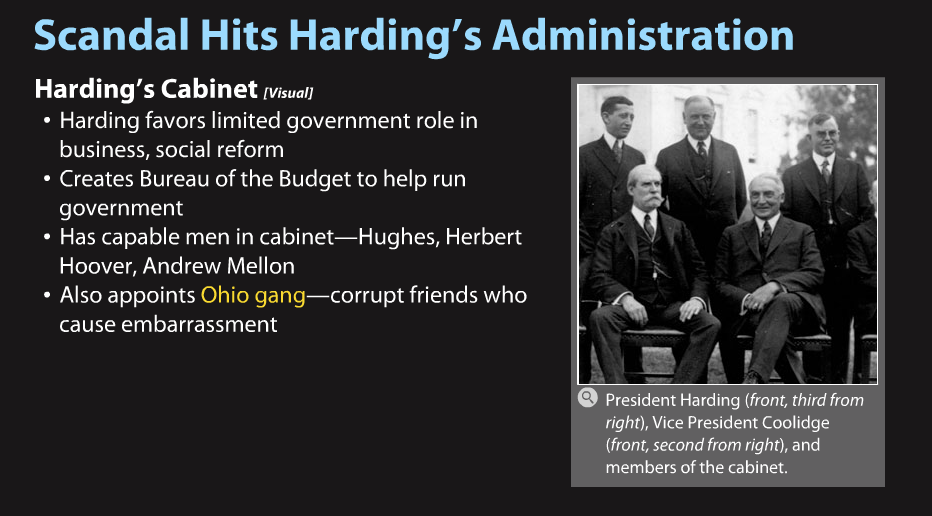 Scandal Hits Harding's Administration
Harding's Cabinet [Visual]
• Harding favors limited government role in
business, social reform
• Creates Bureau of the Budget to help run
government
• Has capable men in cabinet—Hughes, Herbert
Hoover, Andrew Mellon
• Also appoints Ohio gang—corrupt friends who
cause embarrassment
President Harding (front, third from
right), Vice President Coolidge
(front, second from right), and
members of the cabinet.